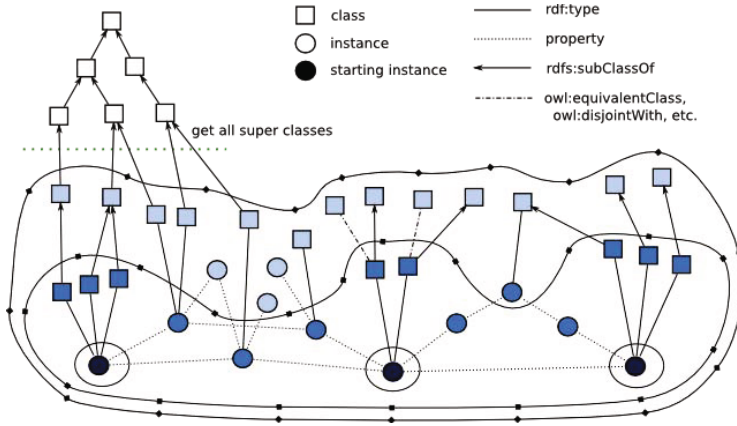 class
instance
starting instance
rdf:type
property
rdfs:subClassOf
owl:equivalentClass,
owl:disjointWith, etc.
get all super classes